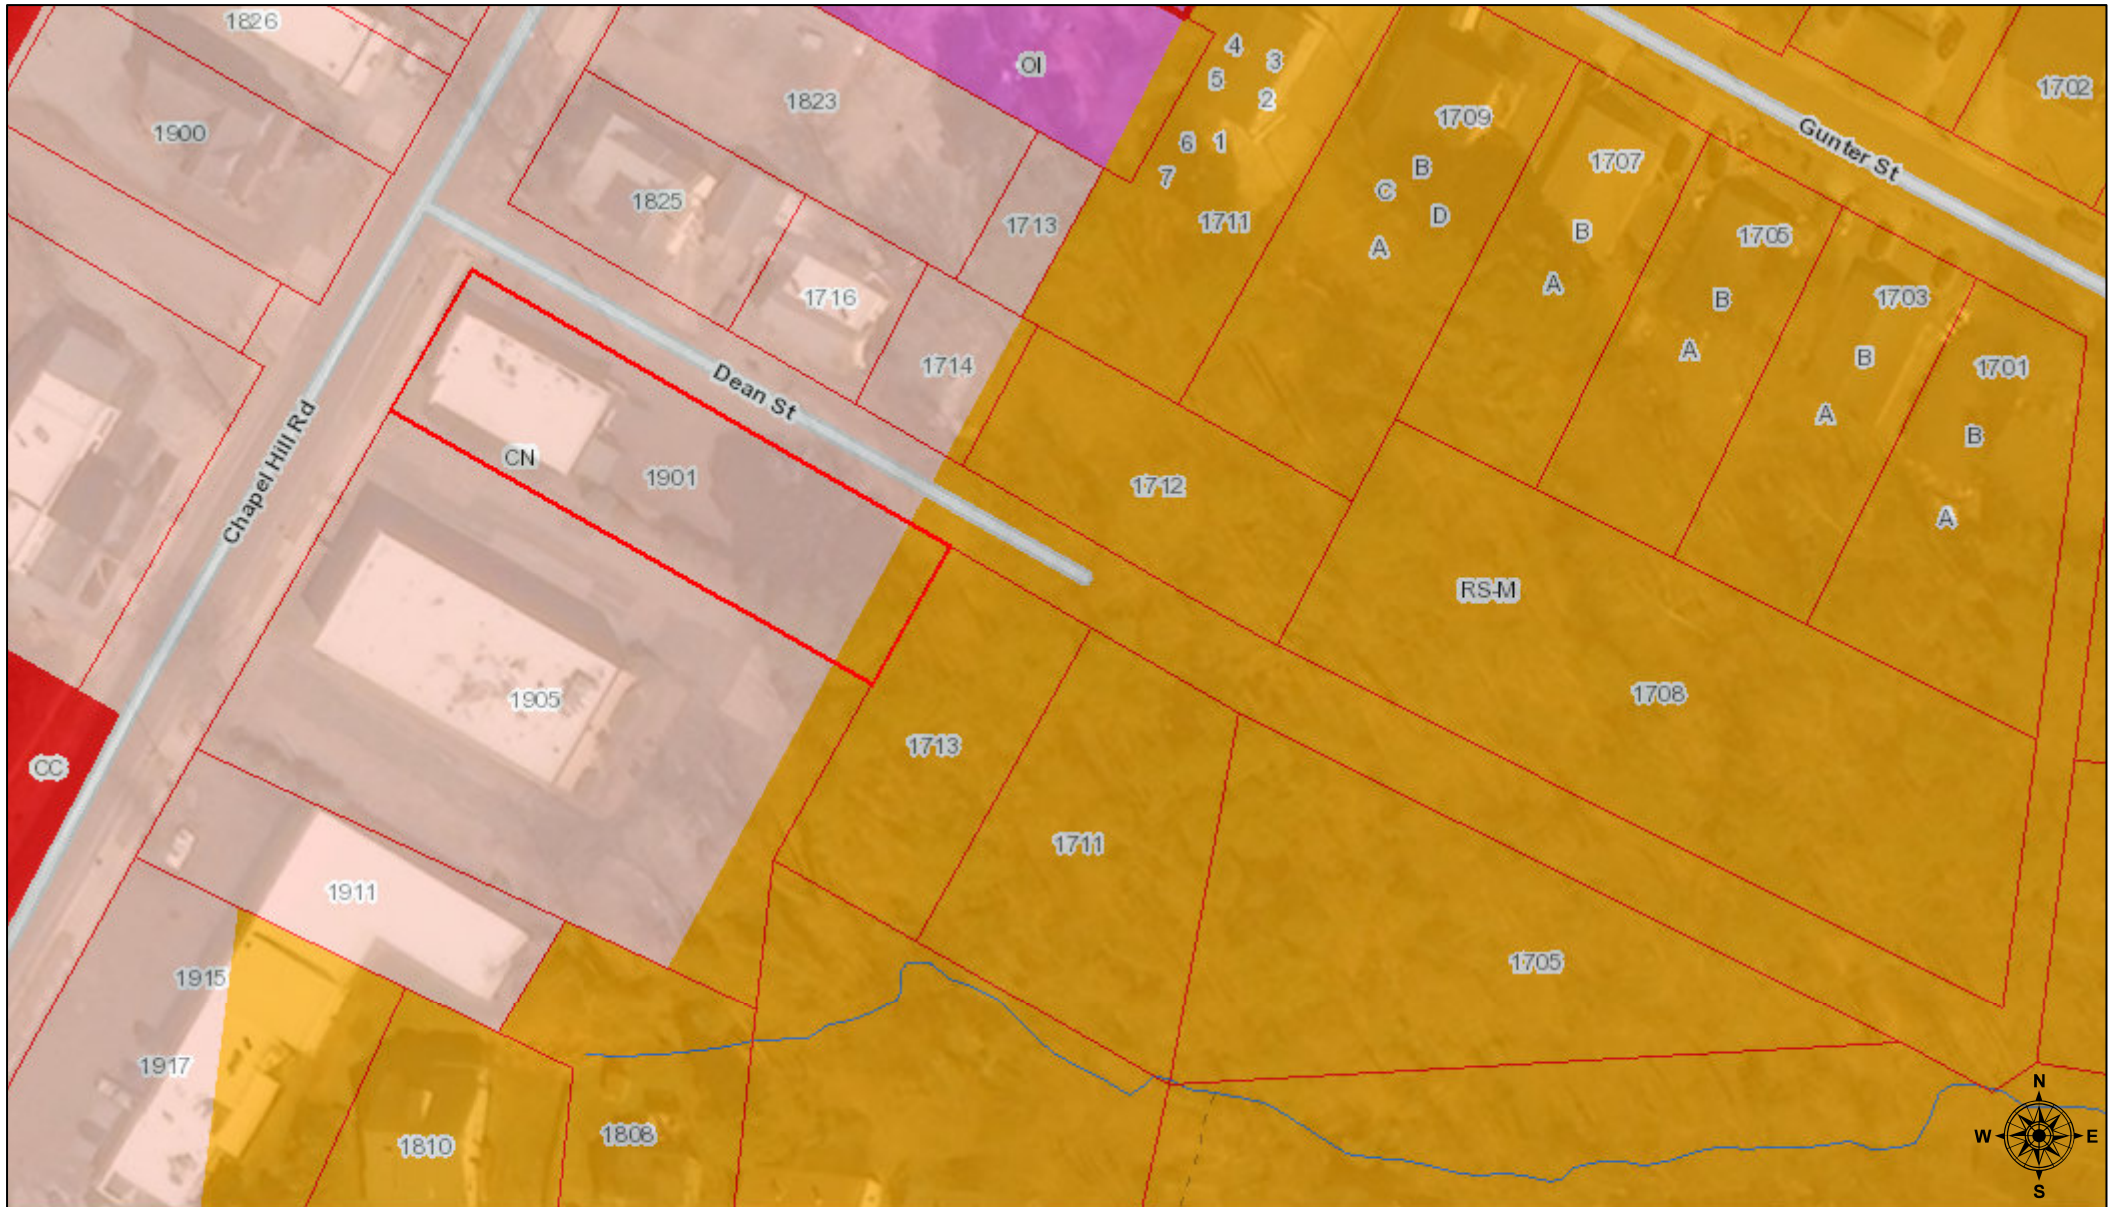 1826
OI
4
3
5
2
1823
1709
1702
1900
6
1
Gunter St
7
B
1707
C
1825
D
1713
1711
A
B
1705
A
B
1716
1703
A
B
1714
1701
Dean St
A
B
Chapel Hill Rd
CN
1901
1712
A
RS-M
1905
1708
1713
CC
1711
1911
1705
1915
1917
N
1810
1808
W
E
S